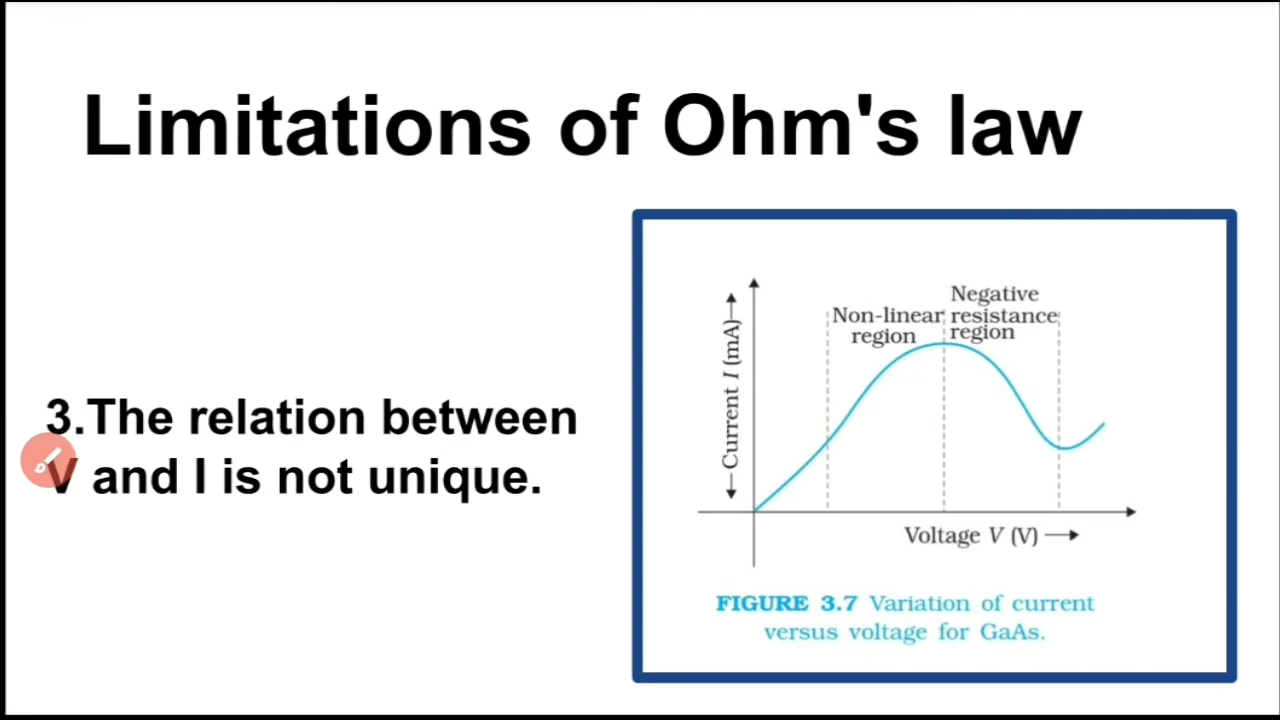 Limitations of Ohm's law
3.The relation between
V and I is not unique.
Current I (mA)
Non-linear
region
Negative
resistance
region
Voltage V (V)
FIGURE 3.7 Variation of current
versus voltage for GaAs.